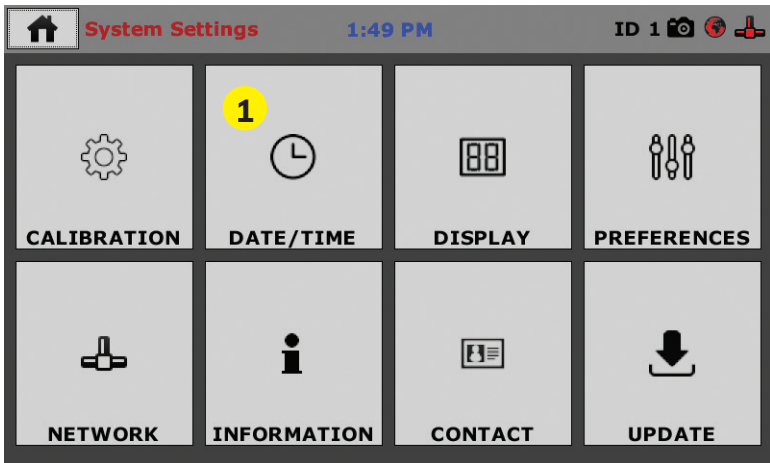 System Settings 1:49 PM ID 1
1
CALIBRATION DATE/TIME DISPLAY PREFERENCES
NETWORK INFORMATION CONTACT UPDATE